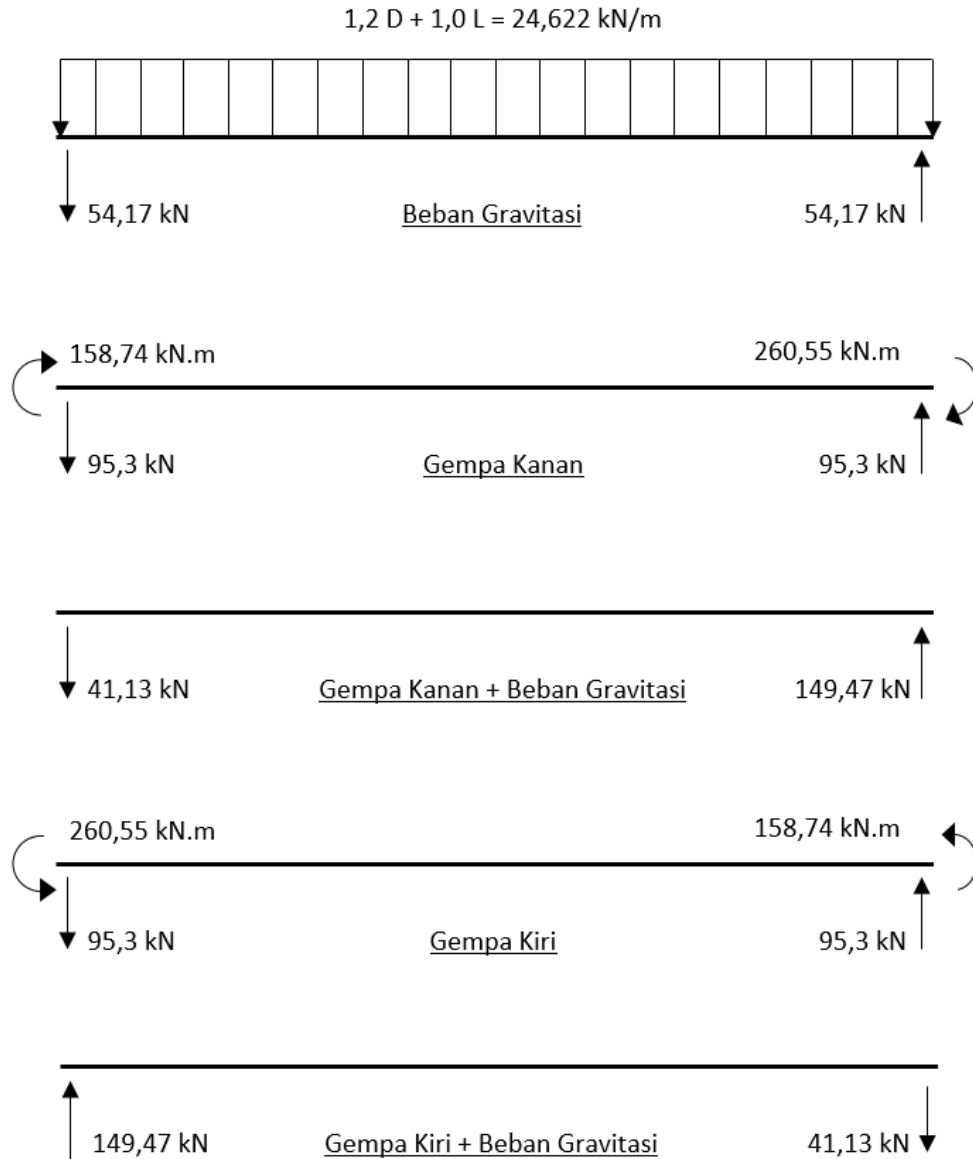 1,2 D + 1,0 L = 24,622 kN/m
54,17 kN Beban Gravitasi 54,17 kN
158,74 kN.m 260,55 kN.m
95,3 kN Gempa Kanan 95,3 kN
41,13 kN Gempa Kanan + Beban Gravitasi 149,47 kN
260,55 kN.m 158,74 kN.m
95,3 kN Gempa Kiri 95,3 kN
149,47 kN Gempa Kiri + Beban Gravitasi 41,13 kN